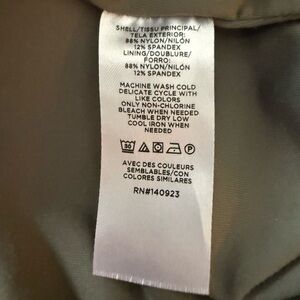 SHELL/TISSU PRINCIPAL/
TELA EXTERIOR:
88% NYLON/NILÓN
12% SPANDEX
LINING/DOUBLURE/
FORRO:
88% NYLON/NILÓN
12% SPANDEX
MACHINE WASH COLD
DELICATE CYCLE WITH
LIKE COLORS
ONLY NON-CHLORINE
BLEACH WHEN NEEDED
TUMBLE DRY LOW
COOL IRON WHEN
NEEDED
30 P
AVEC DES COULEURS
SEMBLABLES/CON
COLORES SIMILARES
RN#140923